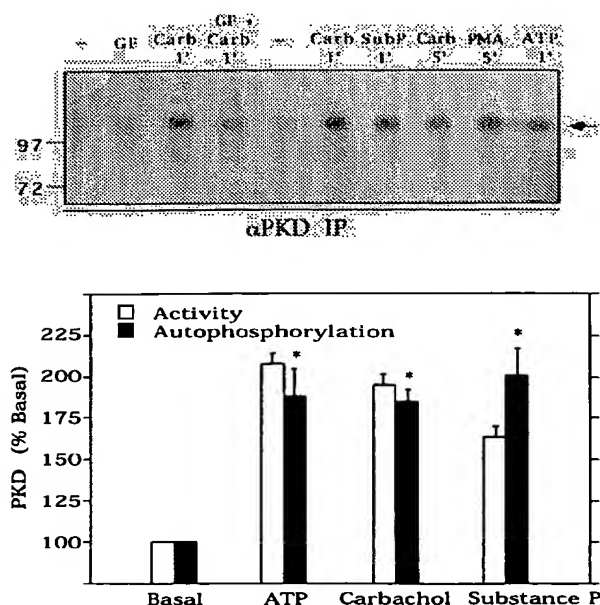 GF +
- GF Carb Carb - Carb SubP Carb PMA ATP
1' 1' 1' 1' 5' 5' 1'
97
72
αPKD IP
Activity
Autophosphorylation
PKD (% Basal)
225
200
175
150
125
100
* * *
Basal ATP Carbachol Substance P